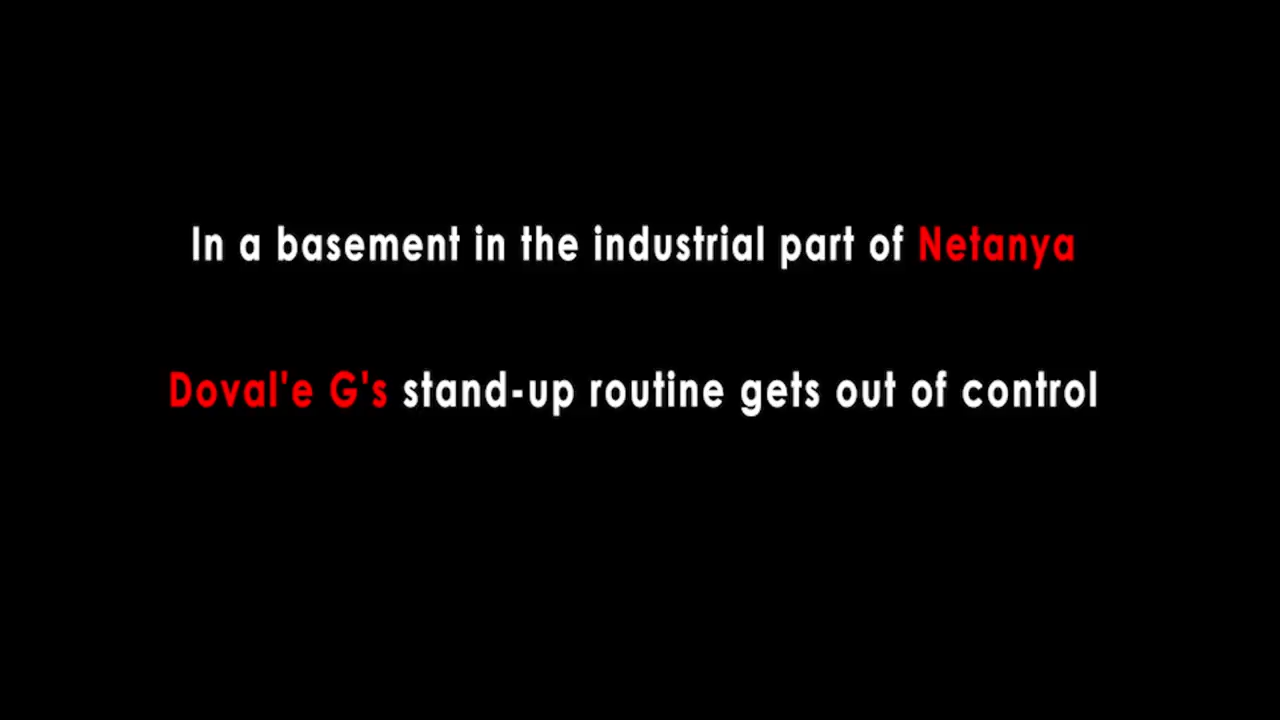 In a basement in the industrial part of Netanya
Doval'e G's stand-up routine gets out of control